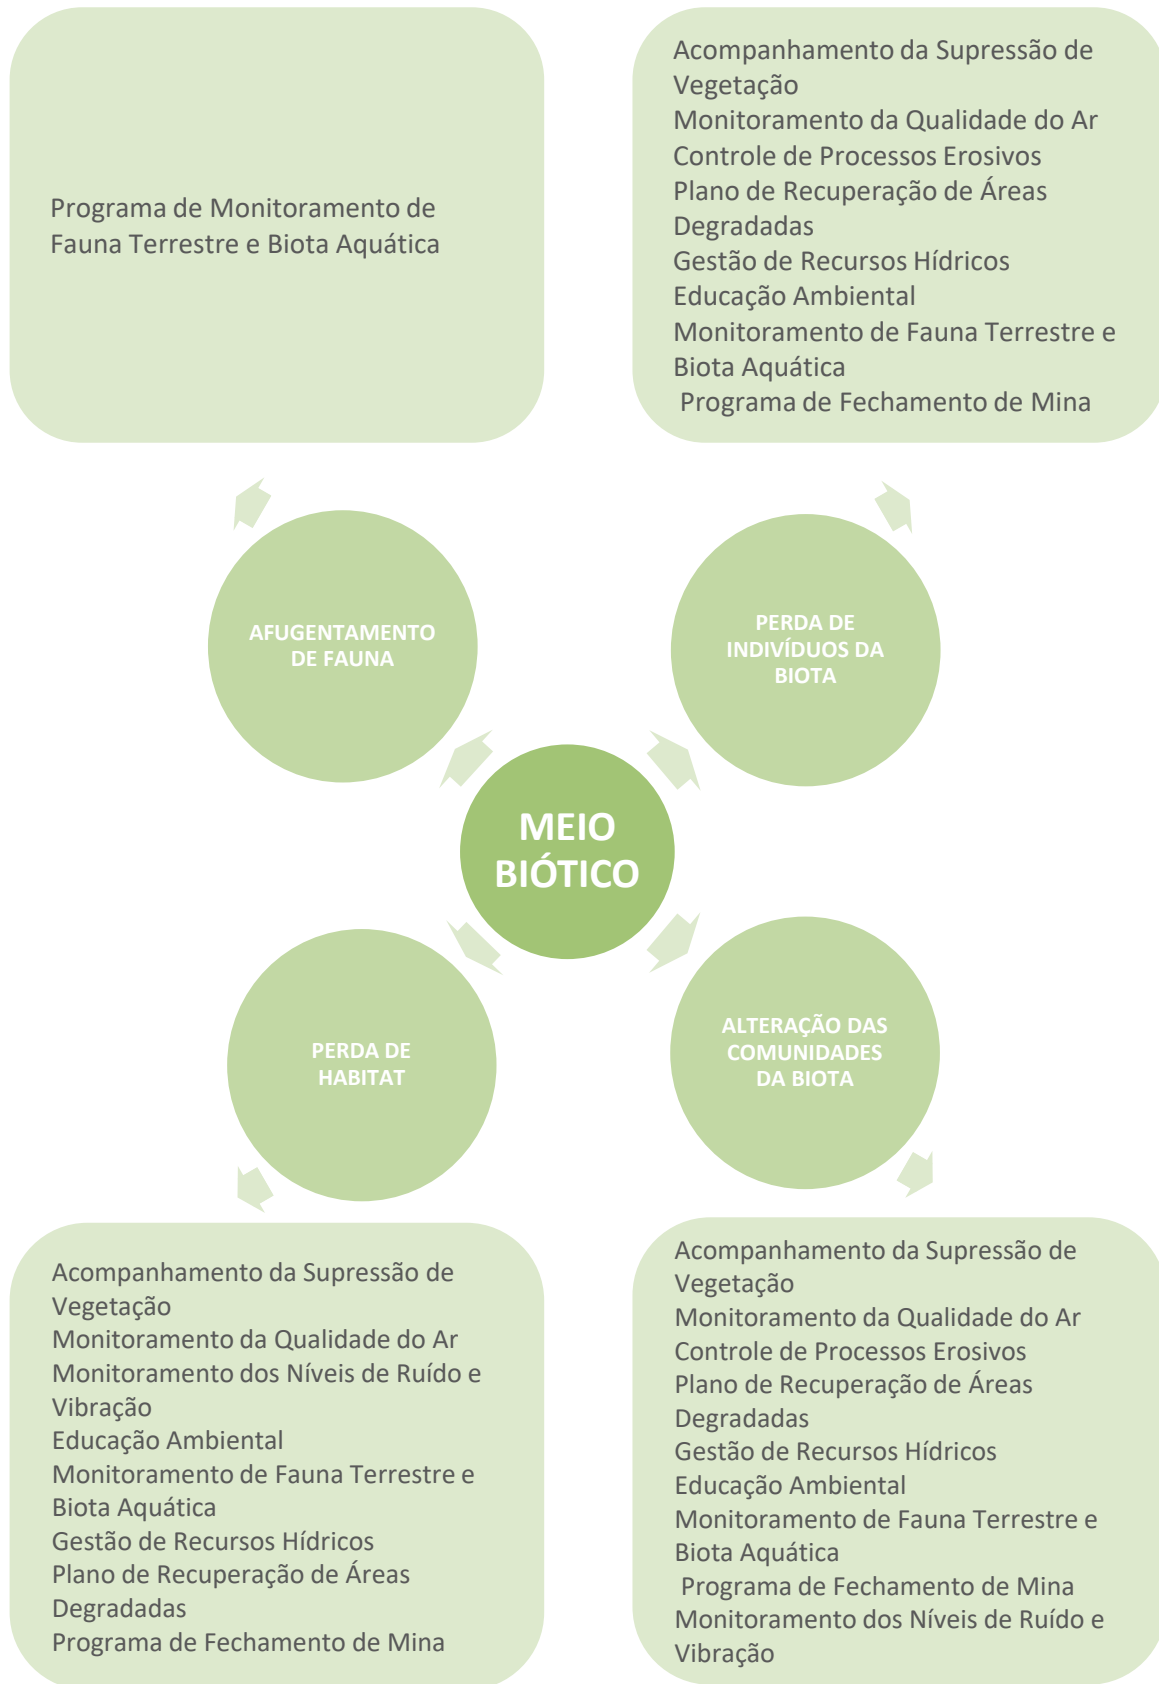 Programa de Monitoramento de
Fauna Terrestre e Biota Aquática
Acompanhamento da Supressão de
Vegetação
Monitoramento da Qualidade do Ar
Controle de Processos Erosivos
Plano de Recuperação de Áreas
Degradadas
Gestão de Recursos Hídricos
Educação Ambiental
Monitoramento de Fauna Terrestre e
Biota Aquática
Programa de Fechamento de Mina
AFUGENTAMENTO
DE FAUNA
PERDA DE
INDIVÍDUOS DA
BIOTA
MEIO
BIÓTICO
PERDA DE
HABITAT
ALTERAÇÃO DAS
COMUNIDADES
DA BIOTA
Acompanhamento da Supressão de
Vegetação
Monitoramento da Qualidade do Ar
Monitoramento dos Níveis de Ruído e
Vibração
Educação Ambiental
Monitoramento de Fauna Terrestre e
Biota Aquática
Gestão de Recursos Hídricos
Plano de Recuperação de Áreas
Degradadas
Programa de Fechamento de Mina
Acompanhamento da Supressão de
Vegetação
Monitoramento da Qualidade do Ar
Controle de Processos Erosivos
Plano de Recuperação de Áreas
Degradadas
Gestão de Recursos Hídricos
Educação Ambiental
Monitoramento de Fauna Terrestre e
Biota Aquática
Programa de Fechamento de Mina
Monitoramento dos Níveis de Ruído e
Vibração